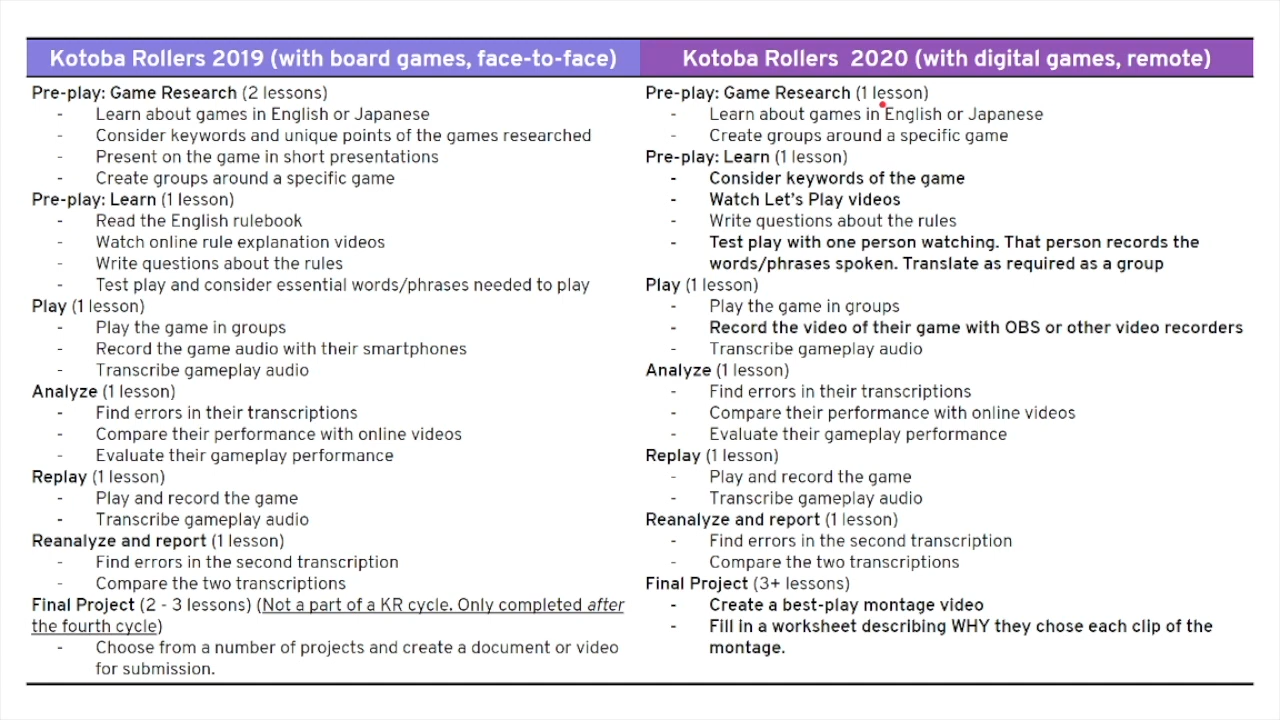 Kotoba Rollers 2019 (with board games, face-to-face)
Pre-play: Game Research (2 lessons)
- Learn about games in English or Japanese
- Consider keywords and unique points of the games researched
- Present on the game in short presentations
- Create groups around a specific game
Pre-play: Learn (1 lesson)
- Read the English rulebook
- Watch online rule explanation videos
- Write questions about the rules
- Test play and consider essential words/phrases needed to play
Play (1 lesson)
- Play the game in groups
- Record the game audio with their smartphones
- Transcribe gameplay audio
Analyze (1 lesson)
- Find errors in their transcriptions
- Compare their performance with online videos
- Evaluate their gameplay performance
Replay (1 lesson)
- Play and record the game
- Transcribe gameplay audio
Reanalyze and report (1 lesson)
- Find errors in the second transcription
- Compare the two transcriptions
Final Project (2 - 3 lessons) (Not a part of a KR cycle. Only completed after
the fourth cycle)
- Choose from a number of projects and create a document or video
for submission.
Kotoba Rollers 2020 (with digital games, remote)
Pre-play: Game Research (1 lesson)
- Learn about games in English or Japanese
- Create groups around a specific game
Pre-play: Learn (1 lesson)
- Consider keywords of the game
- Watch Let's Play videos
- Write questions about the rules
- Test play with one person watching. That person records the
words/phrases spoken. Translate as required as a group
Play (1 lesson)
- Play the game in groups
- Record the video of their game with OBS or other video recorders
- Transcribe gameplay audio
Analyze (1 lesson)
- Find errors in their transcriptions
- Compare their performance with online videos
- Evaluate their gameplay performance
Replay (1 lesson)
- Play and record the game
- Transcribe gameplay audio
Reanalyze and report (1 lesson)
- Find errors in the second transcription
- Compare the two transcriptions
Final Project (3+ lessons)
- Create a best-play montage video
- Fill in a worksheet describing WHY they chose each clip of the
montage.